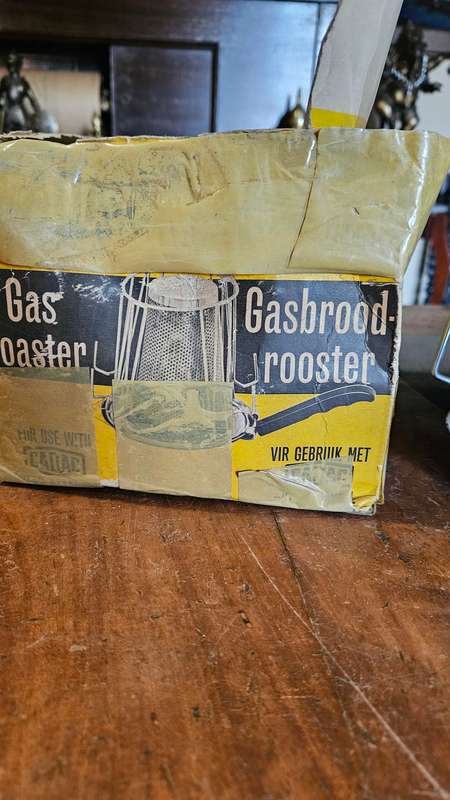 Gas
oaster
FOR USE WITH
CADAC
Gasbrood-
rooster
VIR GEBRUIK MET